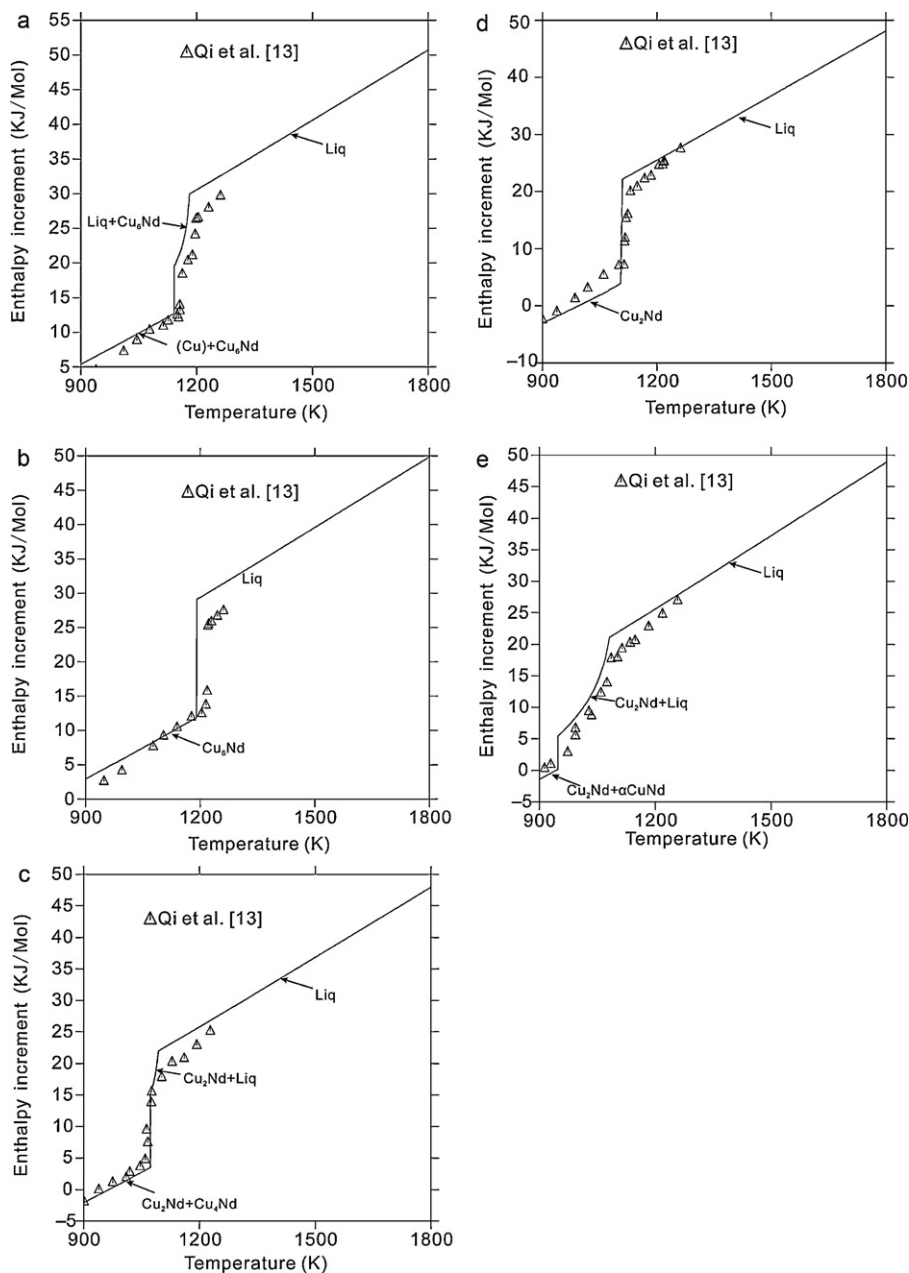 a
Enthalpy increment (KJ/Mol)
55
50
45
40
35
30
25
20
15
10
5
Qi et al. [13]
Liq
Liq+Cu₆Nd
(Cu)+Cu₆Nd
900 1200 1500 1800
Temperature (K)
d
Enthalpy increment (KJ/Mol)
50
40
30
20
10
0
−10
Qi et al. [13]
Liq
Cu₂Nd
900 1200 1500 1800
Temperature (K)
b
Enthalpy increment (KJ/Mol)
50
45
40
35
30
25
20
15
10
5
0
Qi et al. [13]
Liq
Cu₆Nd
900 1200 1500 1800
Temperature (K)
e
Enthalpy increment (KJ/Mol)
50
45
40
35
30
25
20
15
10
5
0
−5
Qi et al. [13]
Liq
Cu₂Nd+Liq
Cu₂Nd+αCuNd
900 1200 1500 1800
Temperature (K)
c
Enthalpy increment (KJ/Mol)
50
45
40
35
30
25
20
15
10
5
0
−5
Qi et al. [13]
Liq
Cu₂Nd+Liq
Cu₂Nd+Cu₄Nd
900 1200 1500 1800
Temperature (K)